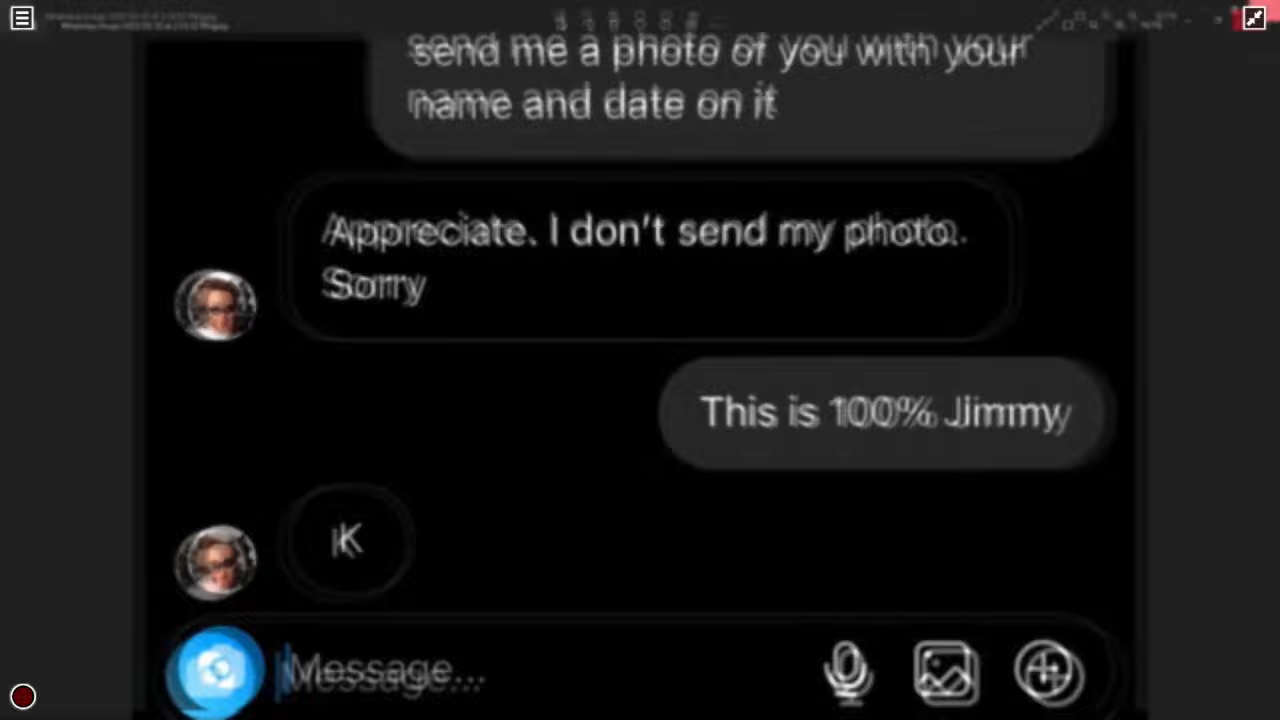 send me a photo of you with your
name and date on it
Appreciate. I don't send my photo.
Sorry
This is 100% Jimmy
K
Message...